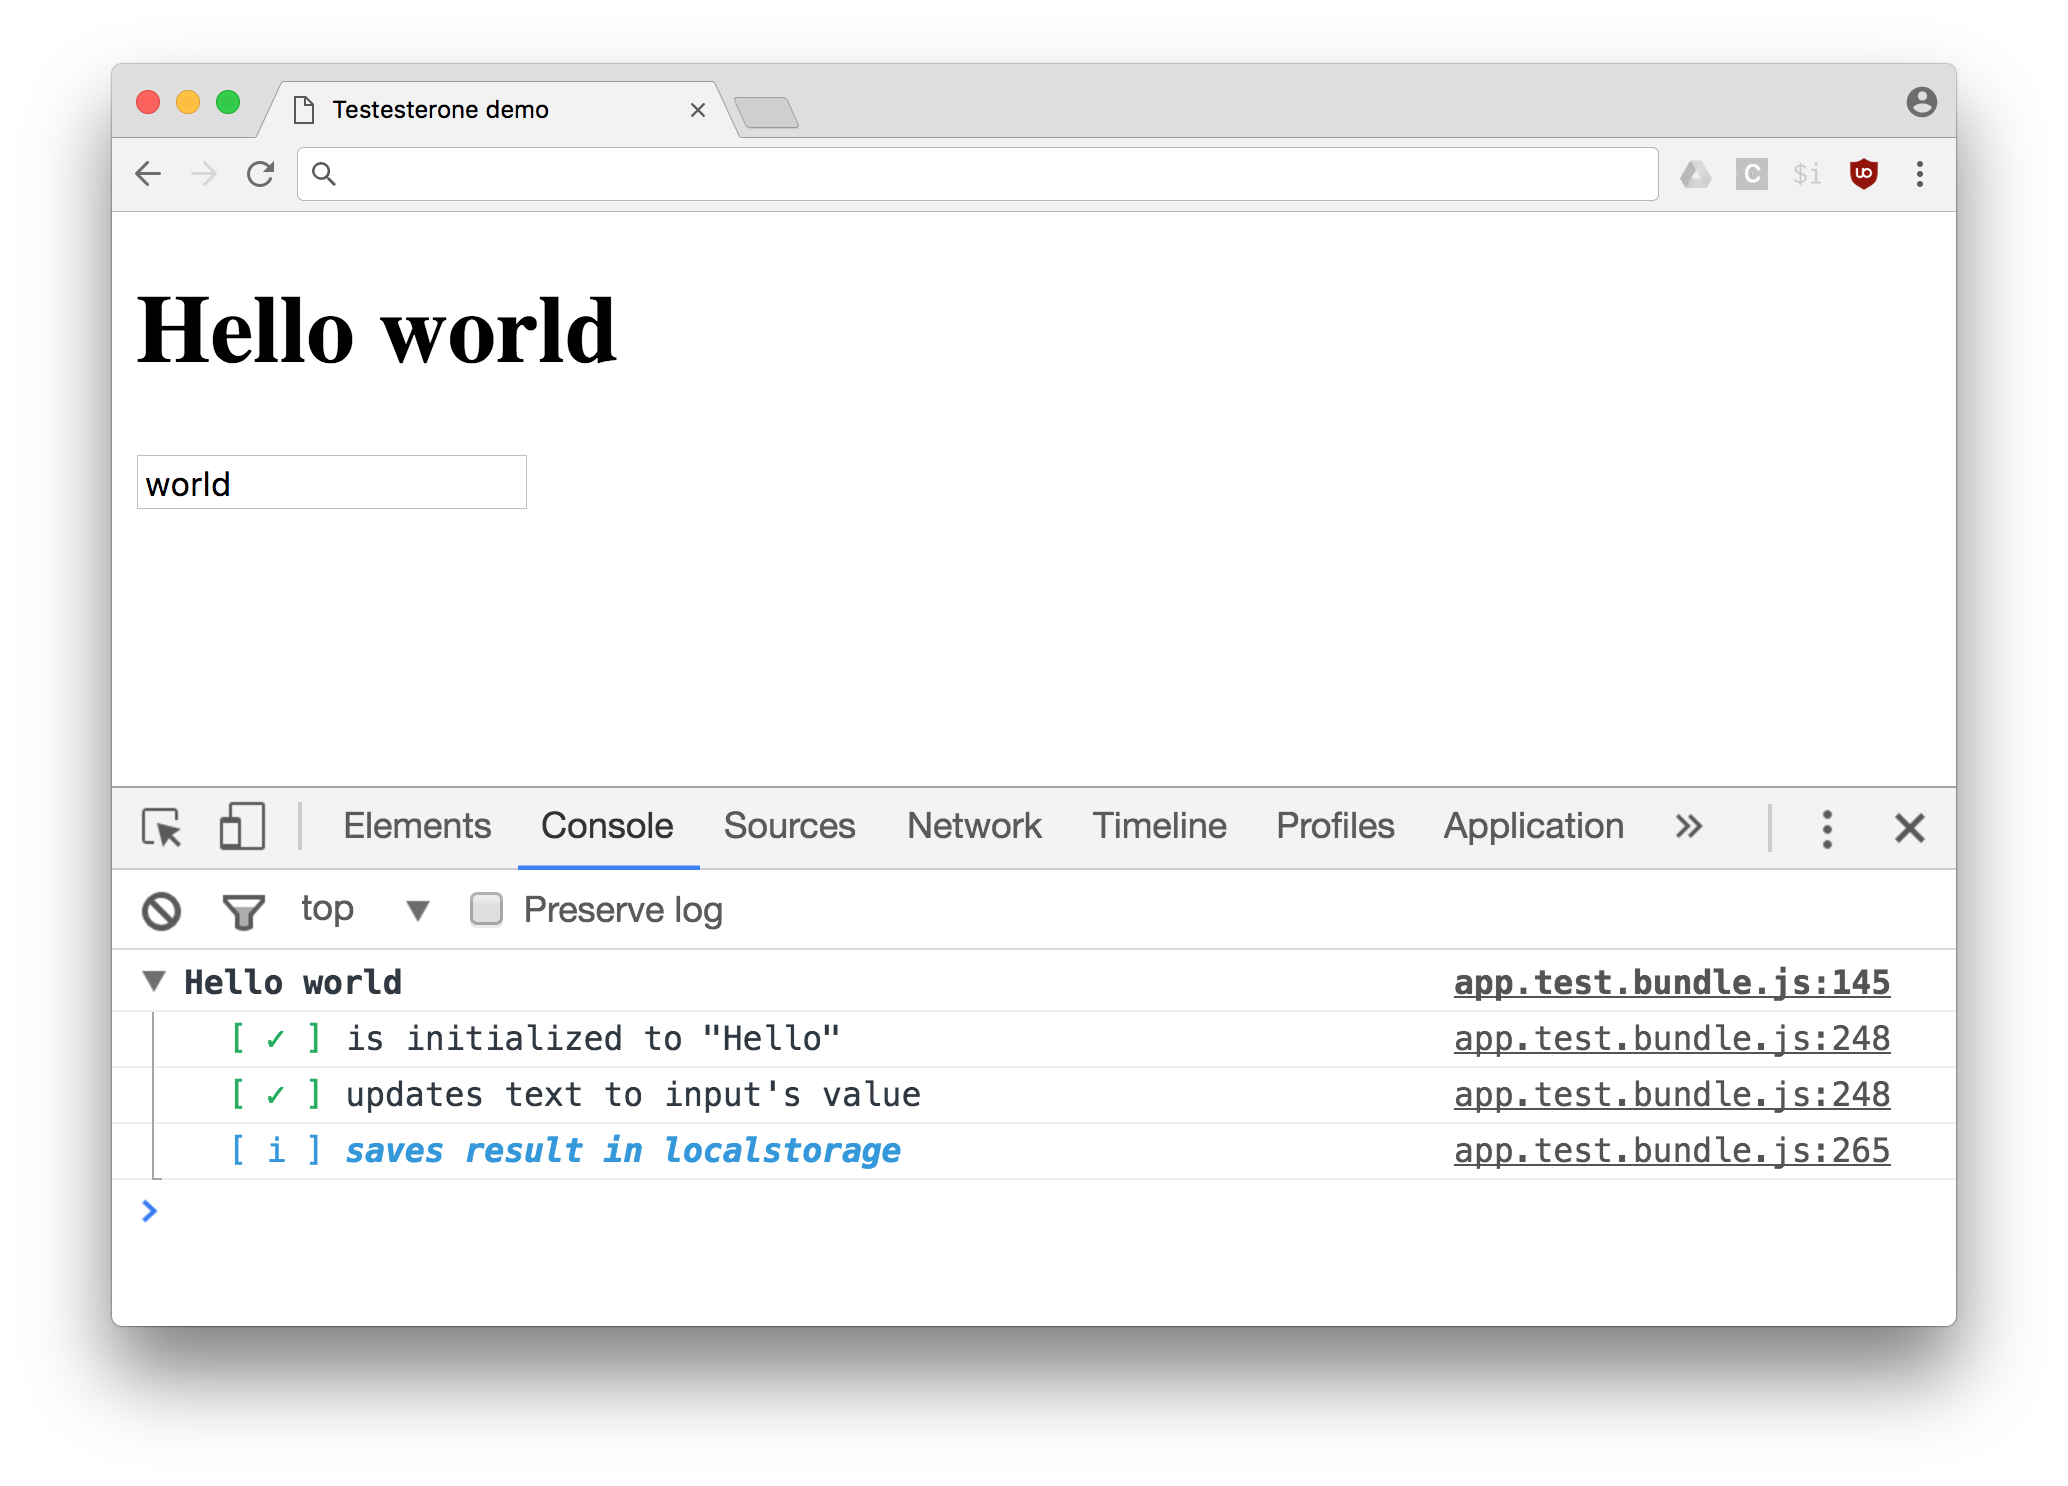 Testesterone demo
C $i
Hello world
world
Elements Console Sources Network Timeline Profiles Application »
top ▼ Preserve log
▼ Hello world app.test.bundle.js:145
[ ✓ ] is initialized to "Hello" app.test.bundle.js:248
[ ✓ ] updates text to input's value app.test.bundle.js:248
[ i ] saves result in localstorage app.test.bundle.js:265